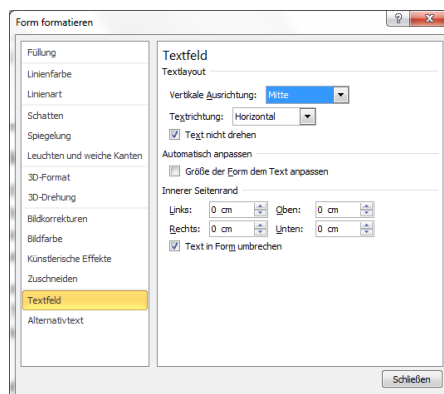 Form formatieren
Füllung
Linienfarbe
Linienart
Schatten
Spiegelung
Leuchten und weiche Kanten
3D-Format
3D-Drehung
Bildkorrekturen
Bildfarbe
Künstlerische Effekte
Zuschneiden
Textfeld
Alternativtext
Textfeld
Textlayout
Vertikale Ausrichtung: Mitte
Textrichtung: Horizontal
Text nicht drehen
Automatisch anpassen
Größe der Form dem Text anpassen
Innerer Seitenrand
Links: 0 cm Oben: 0 cm
Rechts: 0 cm Unten: 0 cm
Text in Form umbrechen
Schließen